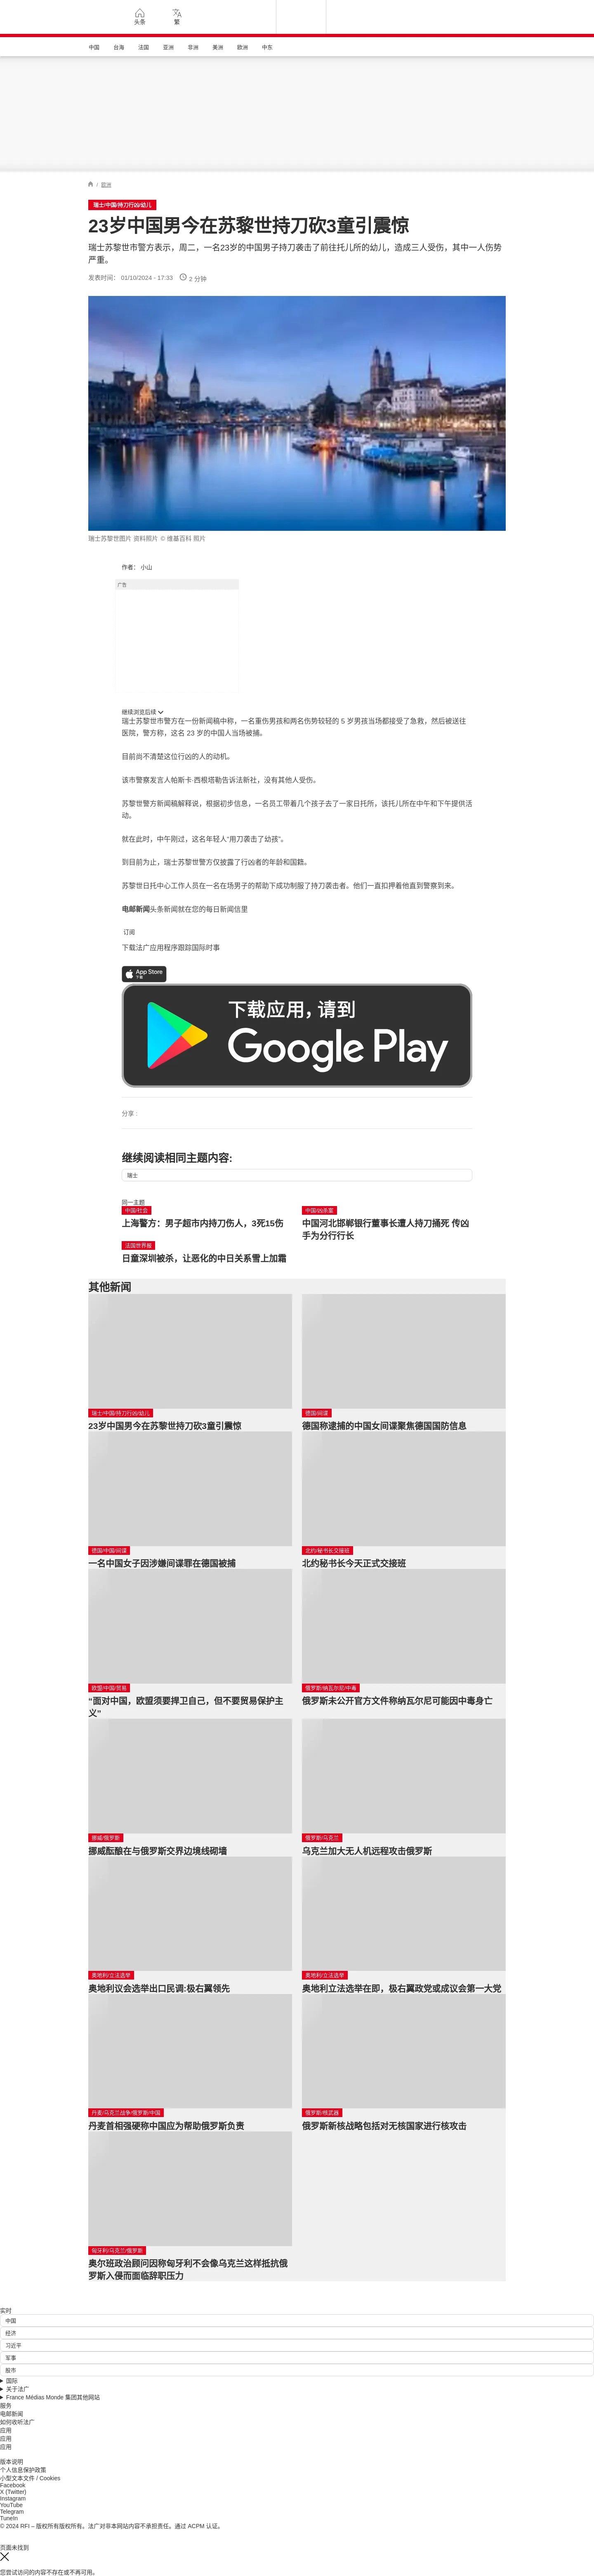 头条
繁
中国
台海
法国
亚洲
非洲
美洲
欧洲
中东
/ 欧洲
瑞士/中国/持刀行凶/幼儿
23岁中国男今在苏黎世持刀砍3童引震惊
瑞士苏黎世市警方表示，周二，一名23岁的中国男子持刀袭击了前往托儿所的幼儿，造成三人受伤，其中一人伤势
严重。
发表时间： 01/10/2024 - 17:33
2 分钟
瑞士苏黎世图片 资料照片 © 维基百科 照片
作者： 小山
广告
继续浏览后续
瑞士苏黎世市警方在一份新闻稿中称，一名重伤男孩和两名伤势较轻的 5 岁男孩当场都接受了急救，然后被送往
医院，警方称，这名 23 岁的中国人当场被捕。
目前尚不清楚这位行凶的人的动机。
该市警察发言人帕斯卡·西根塔勒告诉法新社，没有其他人受伤。
苏黎世警方新闻稿解释说，根据初步信息，一名员工带着几个孩子去了一家日托所，该托儿所在中午和下午提供活
动。
就在此时，中午刚过，这名年轻人“用刀袭击了幼孩”。
到目前为止，瑞士苏黎世警方仅披露了行凶者的年龄和国籍。
苏黎世日托中心工作人员在一名在场男子的帮助下成功制服了持刀袭击者。他们一直扣押着他直到警察到来。
电邮新闻头条新闻就在您的每日新闻信里
订阅
下载法广应用程序跟踪国际时事
App Store
下载
下载应用，请到
Google Play
分享 :
继续阅读相同主题内容:
瑞士
同一主题
中国/社会
上海警方：男子超市内持刀伤人，3死15伤
中国/凶杀案
中国河北邯郸银行董事长遭人持刀捅死 传凶
手为分行行长
法国世界报
日童深圳被杀，让恶化的中日关系雪上加霜
其他新闻
瑞士/中国/持刀行凶/幼儿
23岁中国男今在苏黎世持刀砍3童引震惊
德国/间谍
德国称逮捕的中国女间谍聚焦德国国防信息
德国/中国/间谍
一名中国女子因涉嫌间谍罪在德国被捕
北约/秘书长交接班
北约秘书长今天正式交接班
欧盟/中国/贸易
“面对中国，欧盟须要捍卫自己，但不要贸易保护主
义”
俄罗斯/纳瓦尔尼/中毒
俄罗斯未公开官方文件称纳瓦尔尼可能因中毒身亡
挪威/俄罗斯
挪威酝酿在与俄罗斯交界边境线砌墙
俄罗斯/乌克兰
乌克兰加大无人机远程攻击俄罗斯
奥地利/立法选举
奥地利议会选举出口民调:极右翼领先
奥地利/立法选举
奥地利立法选举在即，极右翼政党或成议会第一大党
丹麦/乌克兰战争/俄罗斯/中国
丹麦首相强硬称中国应为帮助俄罗斯负责
俄罗斯/核武器
俄罗斯新核战略包括对无核国家进行核攻击
匈牙利/乌克兰/俄罗斯
奥尔班政治顾问因称匈牙利不会像乌克兰这样抵抗俄
罗斯入侵而面临辞职压力
实时
中国
经济
习近平
军事
股市
国际
关于法广
France Médias Monde 集团其他网站
服务
电邮新闻
如何收听法广
应用
应用
应用
版本说明
个人信息保护政策
小型文本文件 / Cookies
Facebook
X (Twitter)
Instagram
YouTube
Telegram
TuneIn
© 2024 RFI – 版权所有版权所有。法广对非本网站内容不承担责任。通过 ACPM 认证。
页面未找到
您尝试访问的内容不存在或不再可用。